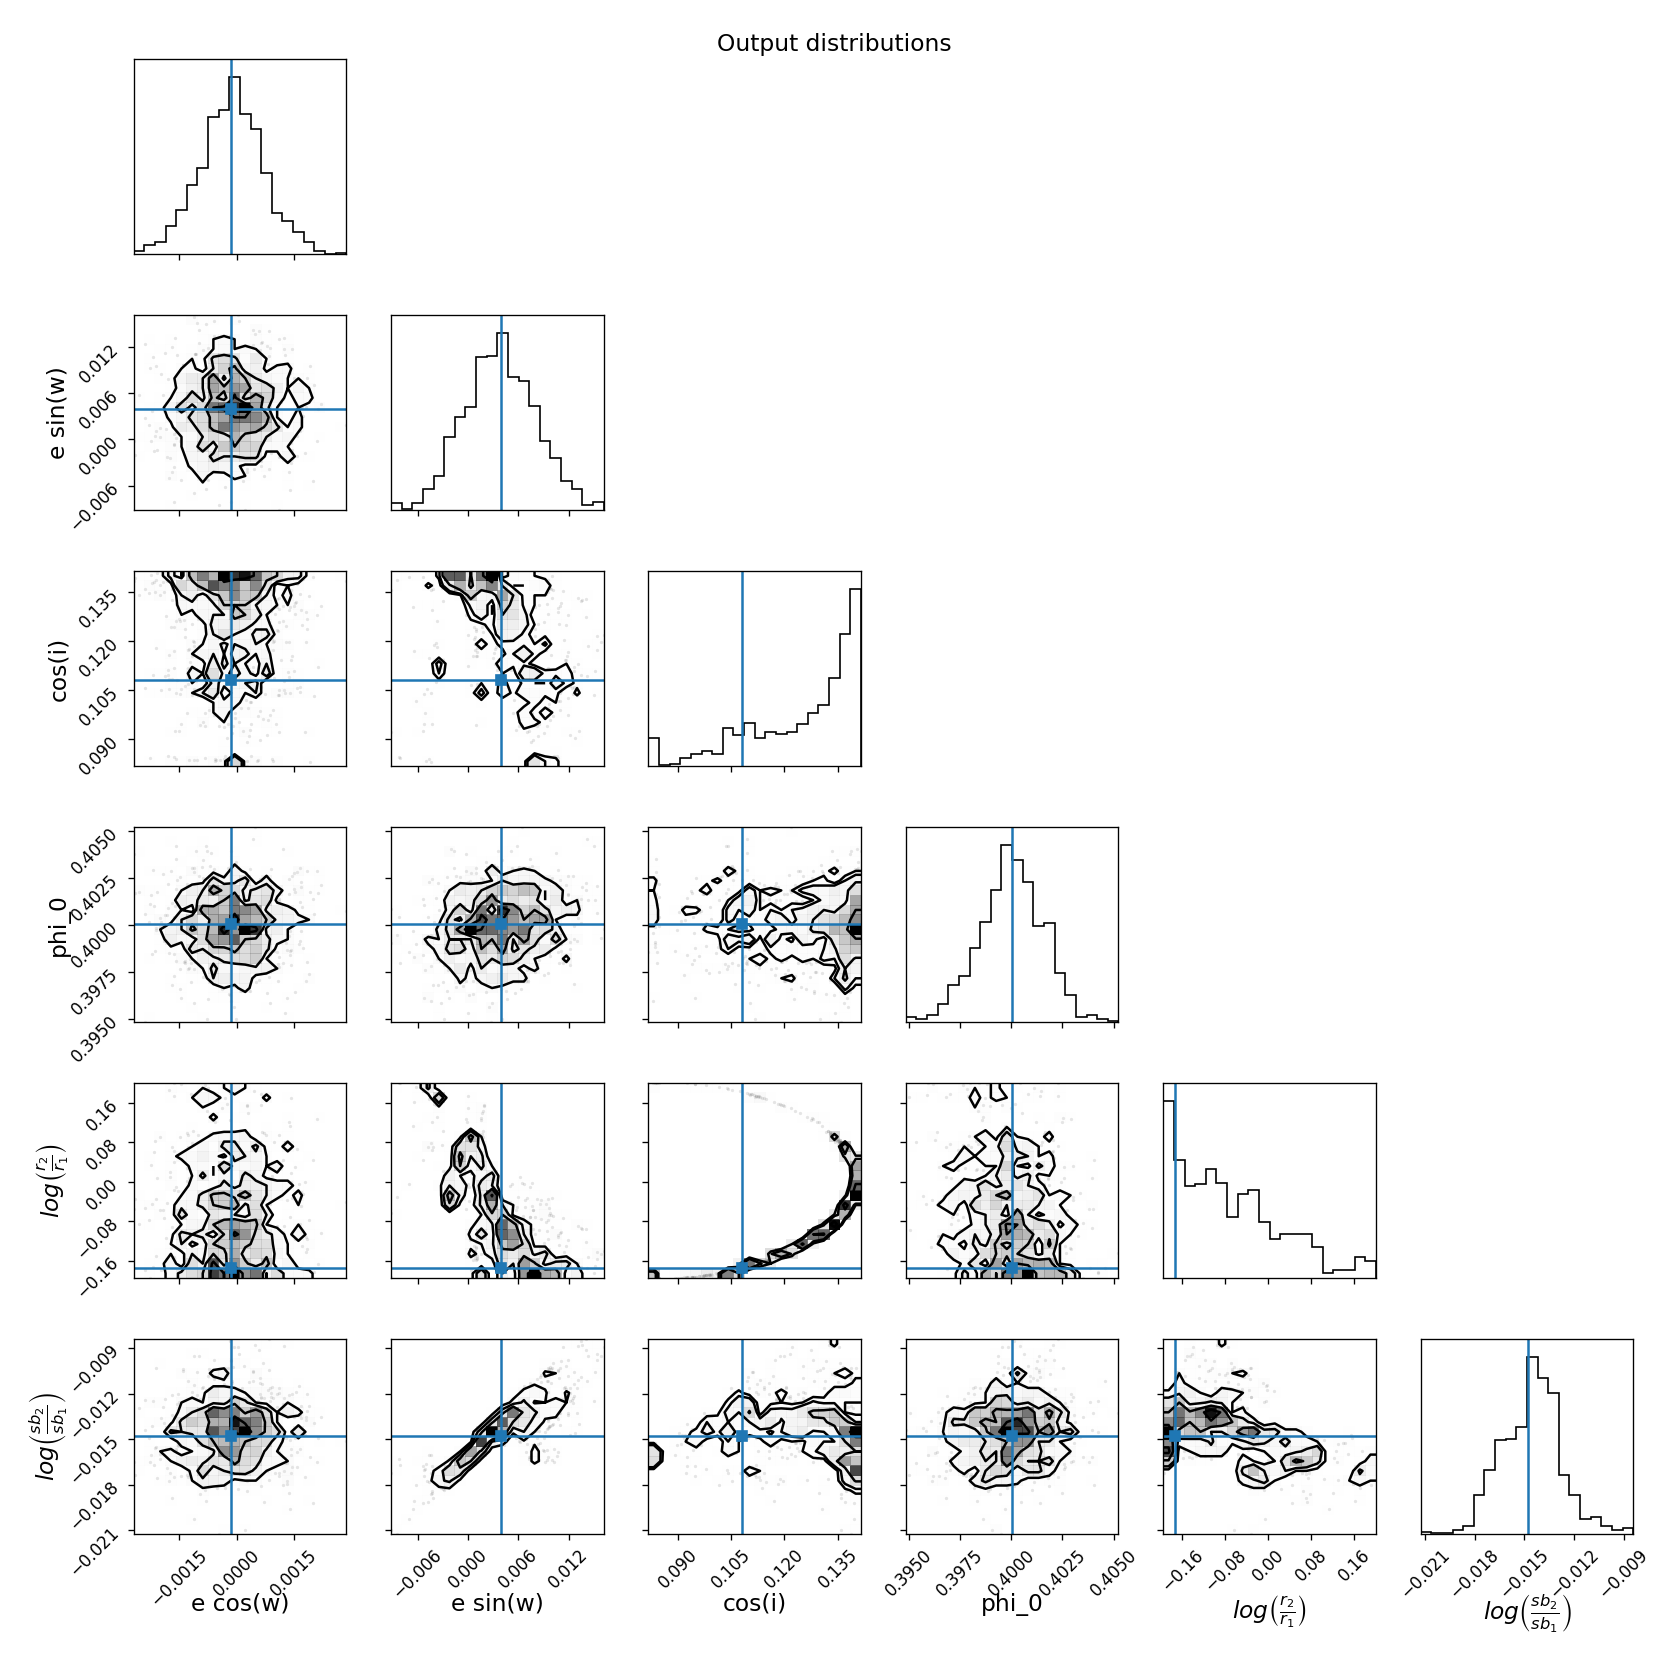 Output distributions
e sin(w)
0.012
0.006
0.000
−0.006
cos(i)
0.135
0.120
0.105
0.090
phi_0
0.4050
0.4025
0.4000
0.3975
0.3950
log(r₂/r₁)
0.16
0.08
0.00
−0.08
−0.16
log(sb₂/sb₁)
−0.009
−0.012
−0.015
−0.018
−0.021
−0.0015 0.0000 0.0015
e cos(w)
−0.006 0.000 0.006 0.012
e sin(w)
0.090 0.105 0.120 0.135
cos(i)
0.3950 0.3975 0.4000 0.4025 0.4050
phi_0
−0.16 −0.08 0.00 0.08 0.16
log(r₂/r₁)
−0.021 −0.018 −0.015 −0.012 −0.009
log(sb₂/sb₁)